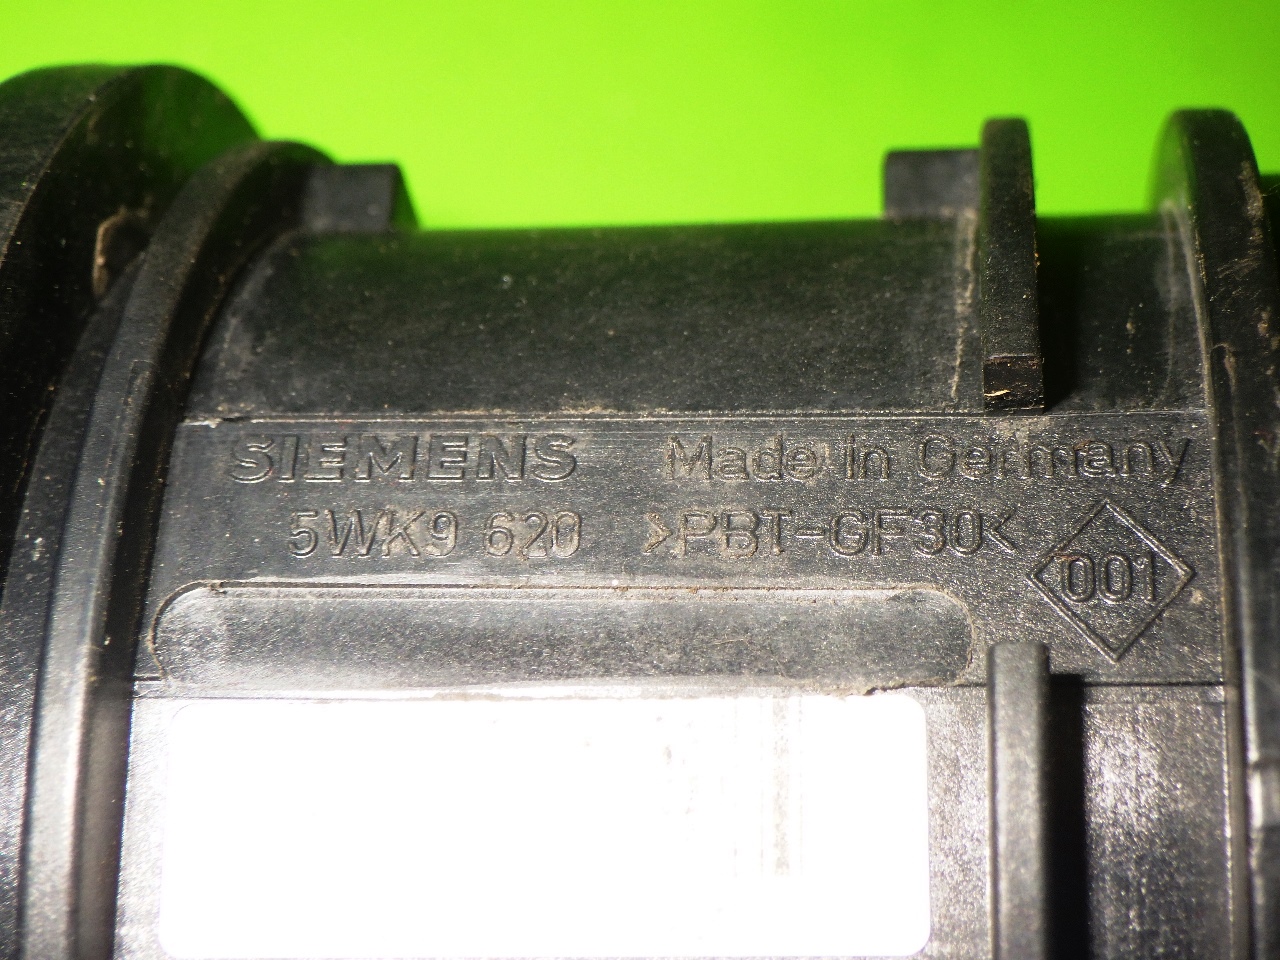 SIEMENS Made in Germany
5WK9 620 >PBT-GF30< 001